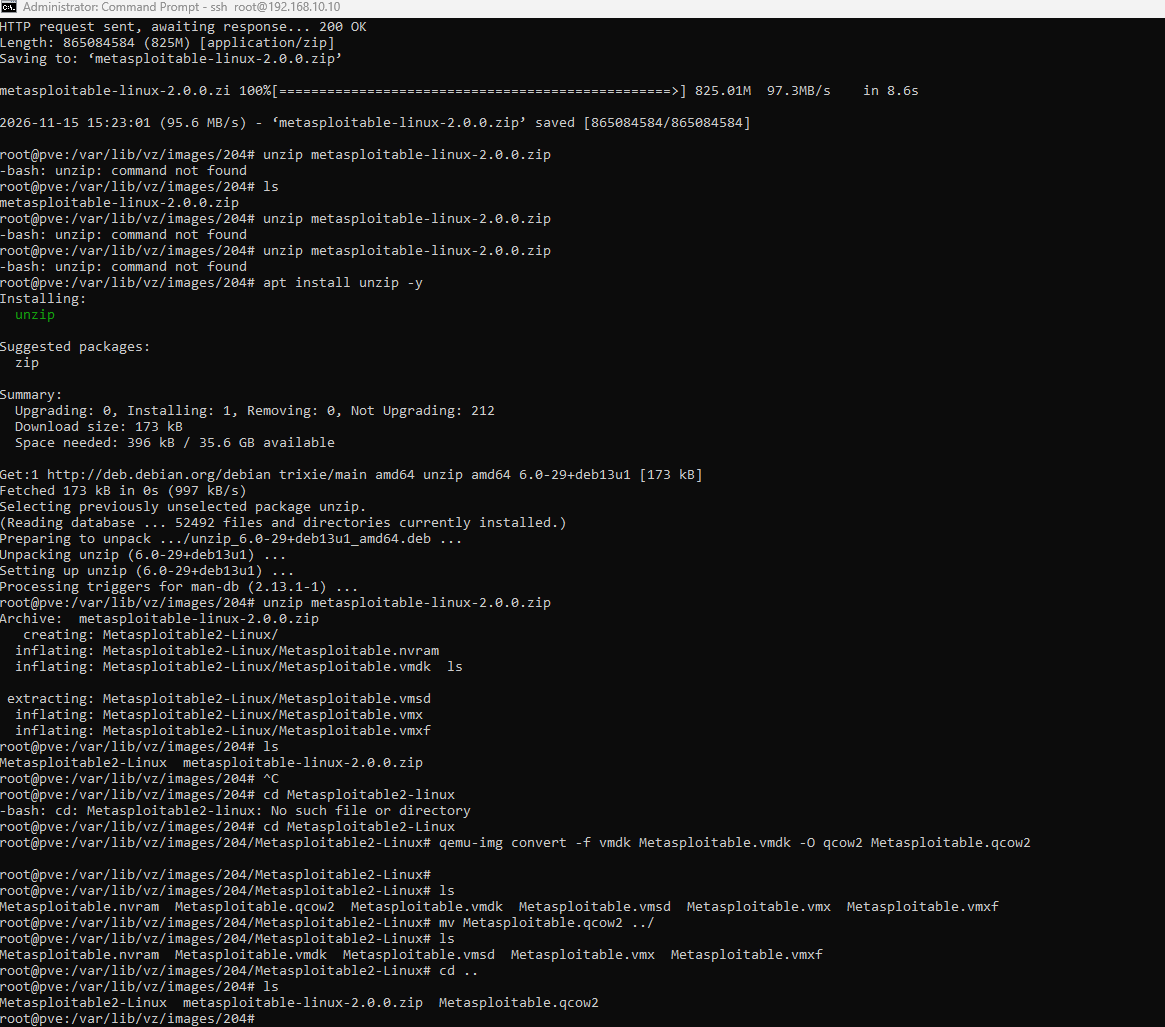 Administrator: Command Prompt - ssh  root@192.168.10.10
HTTP request sent, awaiting response... 200 OK
Length: 865084584 (825M) [application/zip]
Saving to: ‘metasploitable-linux-2.0.0.zip’
metasploitable-linux-2.0.0.zi 100%[=================================================>] 825.01M  97.3MB/s    in 8.6s
2026-11-15 15:23:01 (95.6 MB/s) - ‘metasploitable-linux-2.0.0.zip’ saved [865084584/865084584]
root@pve:/var/lib/vz/images/204# unzip metasploitable-linux-2.0.0.zip
-bash: unzip: command not found
root@pve:/var/lib/vz/images/204# ls
metasploitable-linux-2.0.0.zip
root@pve:/var/lib/vz/images/204# unzip metasploitable-linux-2.0.0.zip
-bash: unzip: command not found
root@pve:/var/lib/vz/images/204# unzip metasploitable-linux-2.0.0.zip
-bash: unzip: command not found
root@pve:/var/lib/vz/images/204# apt install unzip -y
Installing:
  unzip
Suggested packages:
  zip
Summary:
  Upgrading: 0, Installing: 1, Removing: 0, Not Upgrading: 212
  Download size: 173 kB
  Space needed: 396 kB / 35.6 GB available
Get:1 http://deb.debian.org/debian trixie/main amd64 unzip amd64 6.0-29+deb13u1 [173 kB]
Fetched 173 kB in 0s (997 kB/s)
Selecting previously unselected package unzip.
(Reading database ... 52492 files and directories currently installed.)
Preparing to unpack .../unzip_6.0-29+deb13u1_amd64.deb ...
Unpacking unzip (6.0-29+deb13u1) ...
Setting up unzip (6.0-29+deb13u1) ...
Processing triggers for man-db (2.13.1-1) ...
root@pve:/var/lib/vz/images/204# unzip metasploitable-linux-2.0.0.zip
Archive:  metasploitable-linux-2.0.0.zip
   creating: Metasploitable2-Linux/
  inflating: Metasploitable2-Linux/Metasploitable.nvram
  inflating: Metasploitable2-Linux/Metasploitable.vmdk  ls
 extracting: Metasploitable2-Linux/Metasploitable.vmsd
  inflating: Metasploitable2-Linux/Metasploitable.vmx
  inflating: Metasploitable2-Linux/Metasploitable.vmxf
root@pve:/var/lib/vz/images/204# ls
Metasploitable2-Linux  metasploitable-linux-2.0.0.zip
root@pve:/var/lib/vz/images/204# ^C
root@pve:/var/lib/vz/images/204# cd Metasploitable2-linux
-bash: cd: Metasploitable2-linux: No such file or directory
root@pve:/var/lib/vz/images/204# cd Metasploitable2-Linux
root@pve:/var/lib/vz/images/204/Metasploitable2-Linux# qemu-img convert -f vmdk Metasploitable.vmdk -O qcow2 Metasploitable.qcow2
root@pve:/var/lib/vz/images/204/Metasploitable2-Linux#
root@pve:/var/lib/vz/images/204/Metasploitable2-Linux# ls
Metasploitable.nvram  Metasploitable.qcow2  Metasploitable.vmdk  Metasploitable.vmsd  Metasploitable.vmx  Metasploitable.vmxf
root@pve:/var/lib/vz/images/204/Metasploitable2-Linux# mv Metasploitable.qcow2 ../
root@pve:/var/lib/vz/images/204/Metasploitable2-Linux# ls
Metasploitable.nvram  Metasploitable.vmdk  Metasploitable.vmsd  Metasploitable.vmx  Metasploitable.vmxf
root@pve:/var/lib/vz/images/204/Metasploitable2-Linux# cd ..
root@pve:/var/lib/vz/images/204# ls
Metasploitable2-Linux  metasploitable-linux-2.0.0.zip  Metasploitable.qcow2
root@pve:/var/lib/vz/images/204#